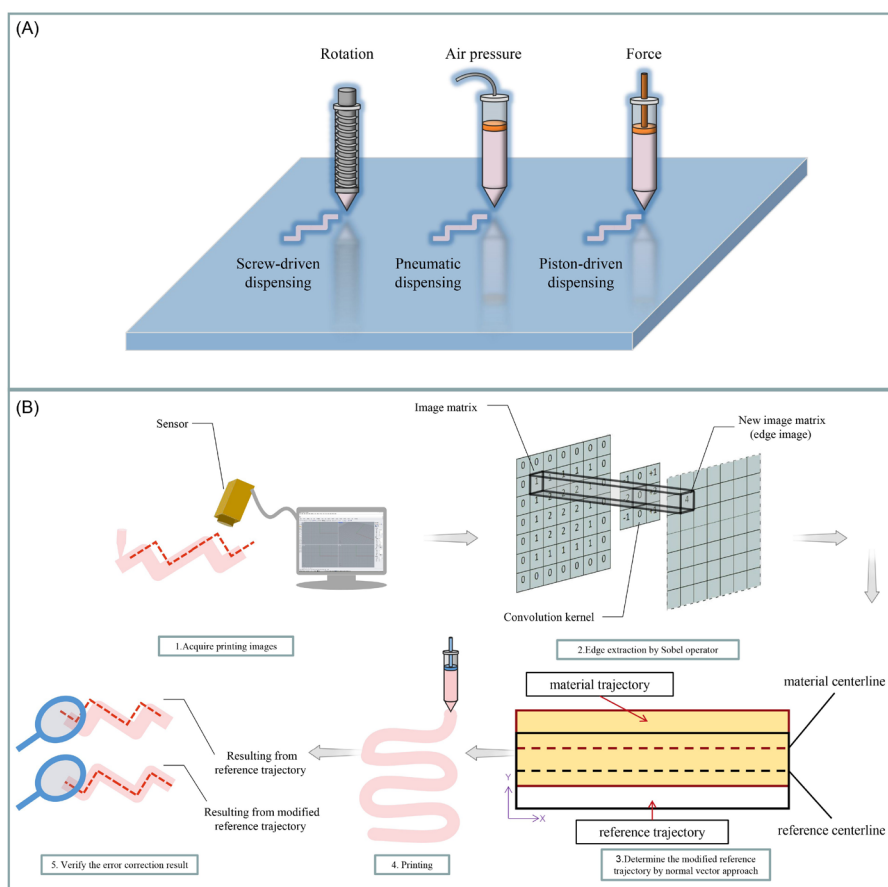 (A)
Rotation
Air pressure
Force
Screw-driven
dispensing
Pneumatic
dispensing
Piston-driven
dispensing
(B)
Sensor
Image matrix
New image matrix
(edge image)
Convolution kernel
1.Acquire printing images
2.Edge extraction by Sobel operator
material trajectory
material centerline
Y
X
reference trajectory
reference centerline
3.Determine the modified reference
trajectory by normal vector approach
4. Printing
Resulting from
reference trajectory
Resulting from modified
reference trajectory
5. Verify the error correction result